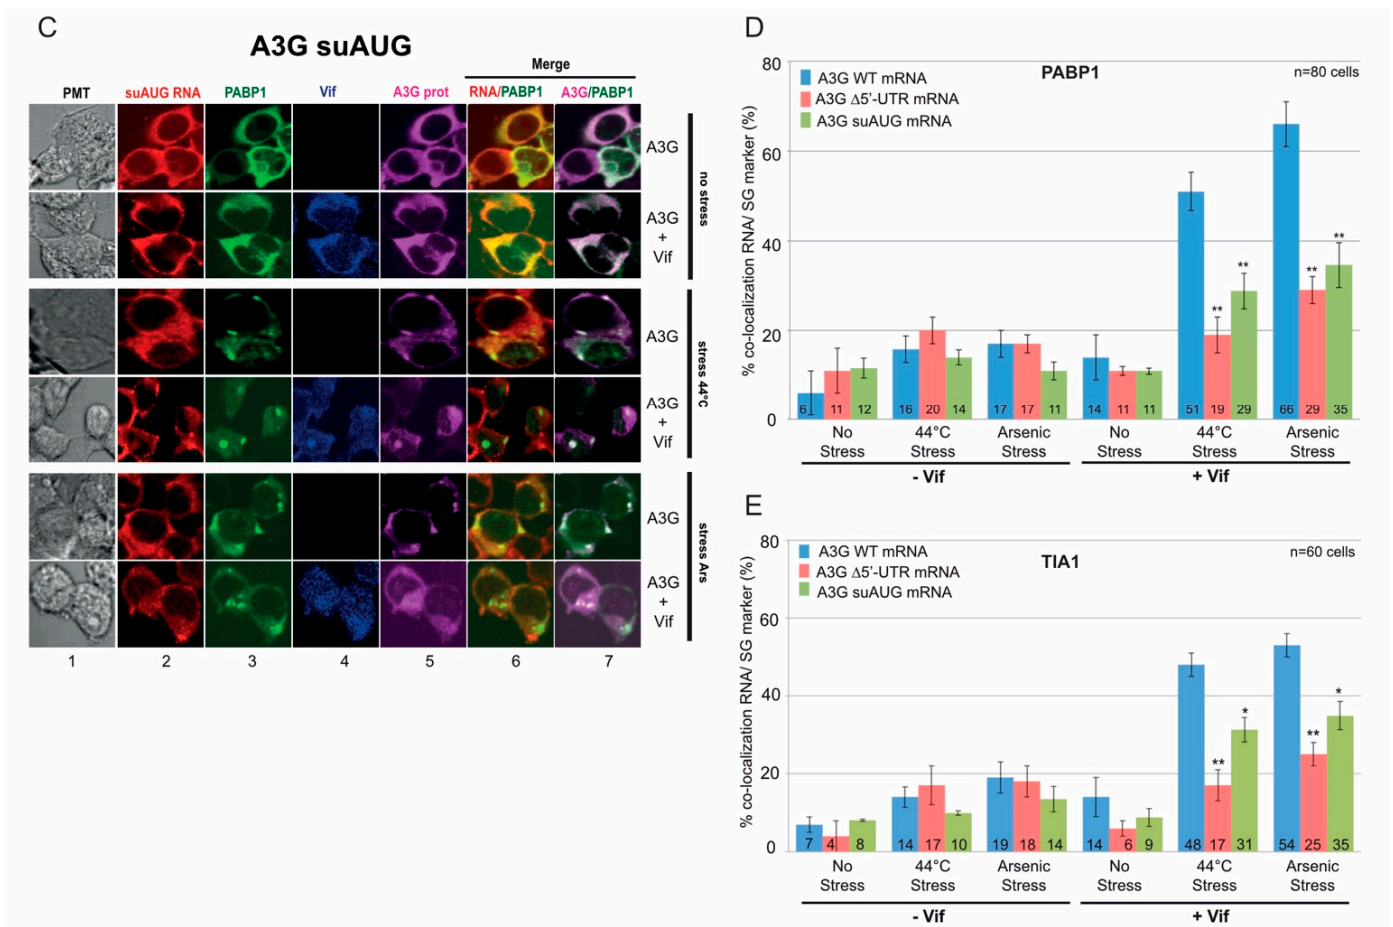 C
A3G suAUG
Merge
PMT suAUG RNA PABP1 Vif A3G prot RNA/PABP1 A3G/PABP1
A3G
A3G
+
Vif
no stress
A3G
A3G
+
Vif
stress 44°C
A3G
A3G
+
Vif
stress Ars
1 2 3 4 5 6 7
D
PABP1
n=80 cells
A3G WT mRNA
A3G Δ5'-UTR mRNA
A3G suAUG mRNA
% co-localization RNA/ SG marker (%)
80
60
40
20
0
** ** ** **
6 11 12 16 20 14 17 17 11 14 11 11 51 19 29 66 29 35
No Stress
44°C Stress
Arsenic Stress
No Stress
44°C Stress
Arsenic Stress
- Vif
+ Vif
E
TIA1
n=60 cells
A3G WT mRNA
A3G Δ5'-UTR mRNA
A3G suAUG mRNA
% co-localization RNA/ SG marker (%)
80
60
40
20
0
** * ** *
7 4 8 14 17 10 19 18 14 14 6 9 48 17 31 54 25 35
No Stress
44°C Stress
Arsenic Stress
No Stress
44°C Stress
Arsenic Stress
- Vif
+ Vif